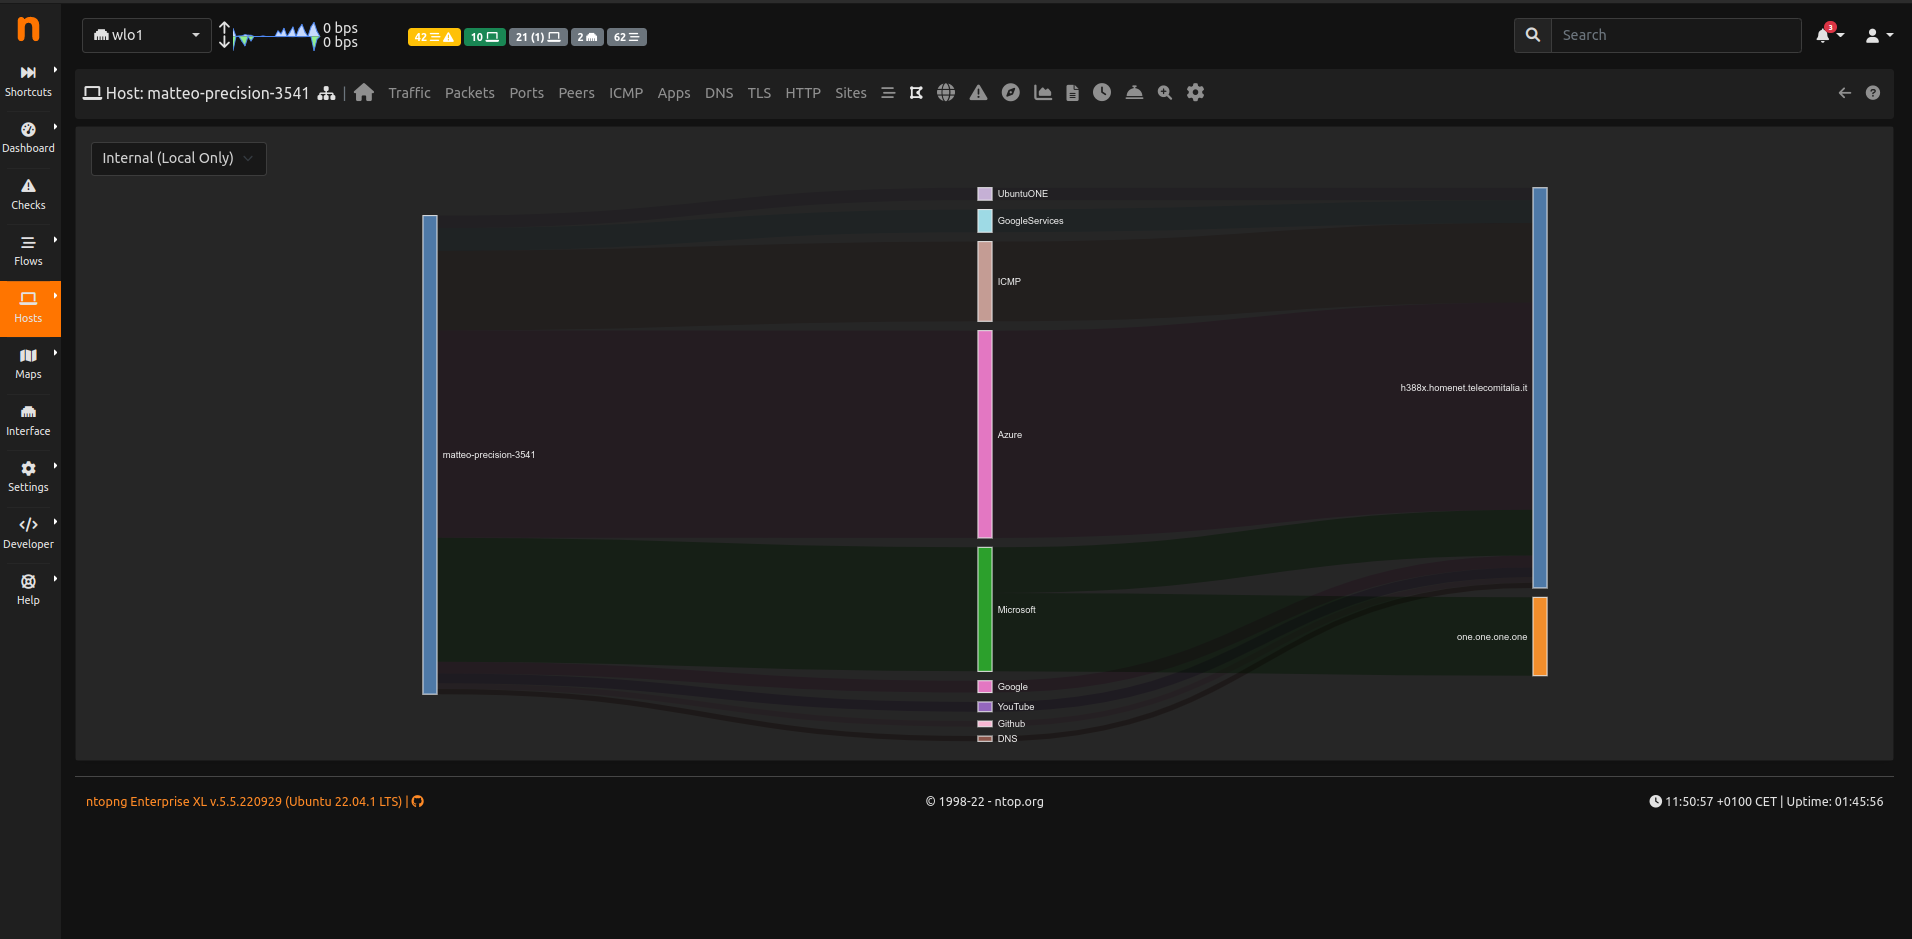 n
wlo1
0 bps
0 bps
42
10
21 (1)
2
62
Search
3
Shortcuts
Dashboard
Checks
Flows
Hosts
Maps
Interface
Settings
Developer
Help
Host: matteo-precision-3541 | Traffic Packets Ports Peers ICMP Apps DNS TLS HTTP Sites
Internal (Local Only)
UbuntuONE
GoogleServices
ICMP
h388x.homenet.telecomitalia.it
Azure
matteo-precision-3541
Microsoft
one.one.one.one
Google
YouTube
Github
DNS
ntopng Enterprise XL v.5.5.220929 (Ubuntu 22.04.1 LTS) |
© 1998-22 - ntop.org
11:50:57 +0100 CET | Uptime: 01:45:56